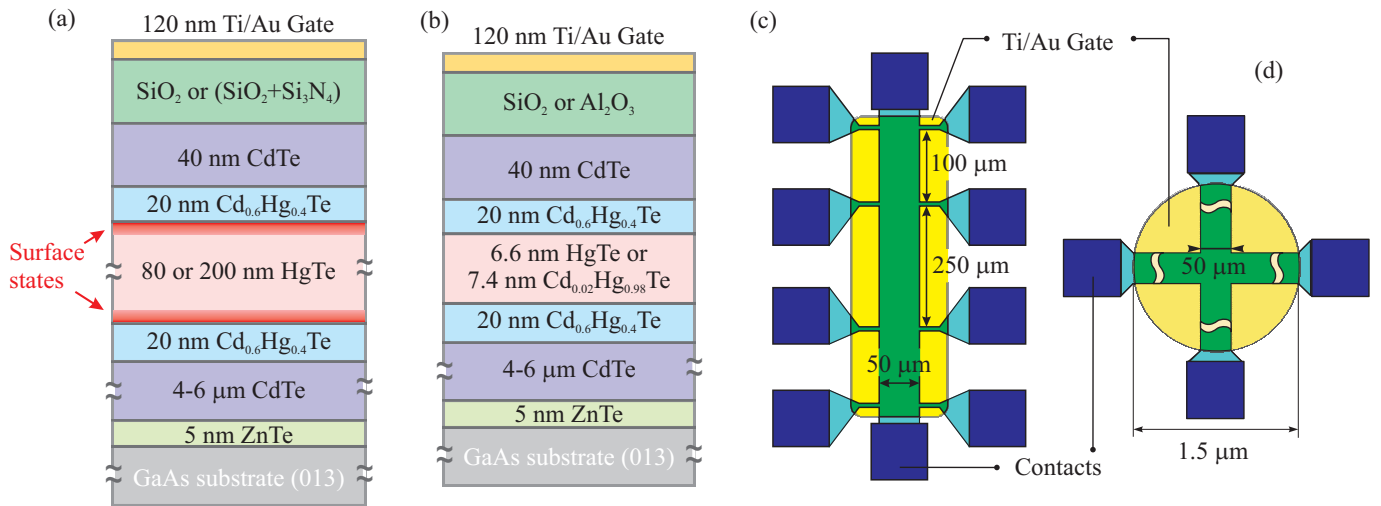 (a)
120 nm Ti/Au Gate
SiO₂ or (SiO₂+Si₃N₄)
40 nm CdTe
20 nm Cd₀.₆Hg₀.₄Te
Surface
states
80 or 200 nm HgTe
20 nm Cd₀.₆Hg₀.₄Te
4-6 μm CdTe
5 nm ZnTe
GaAs substrate (013)
(b)
120 nm Ti/Au Gate
SiO₂ or Al₂O₃
40 nm CdTe
20 nm Cd₀.₆Hg₀.₄Te
6.6 nm HgTe or
7.4 nm Cd₀.₀₂Hg₀.₉₈Te
20 nm Cd₀.₆Hg₀.₄Te
4-6 μm CdTe
5 nm ZnTe
GaAs substrate (013)
(c)
Ti/Au Gate
100 μm
250 μm
50 μm
Contacts
(d)
50 μm
1.5 μm